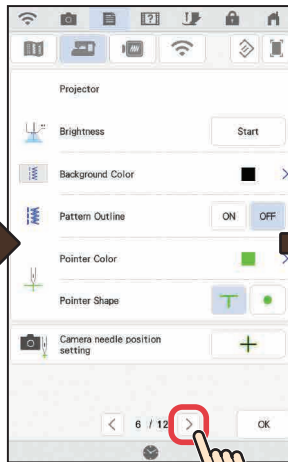 Projector
Brightness
Start
Background Color
Pattern Outline
ON
OFF
Pointer Color
Pointer Shape
Camera needle position
setting
6 / 12
OK